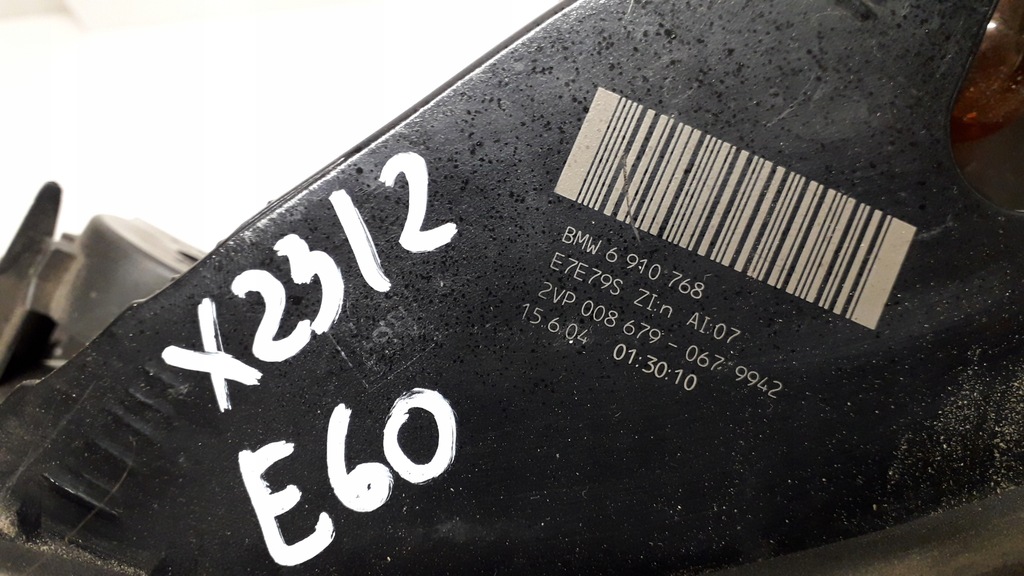 X2312
E60
BMW 6 910 768
E7E79S ZI:n AI:07
2VP 008 679 - 067 9942
15.6.04 01:30:10